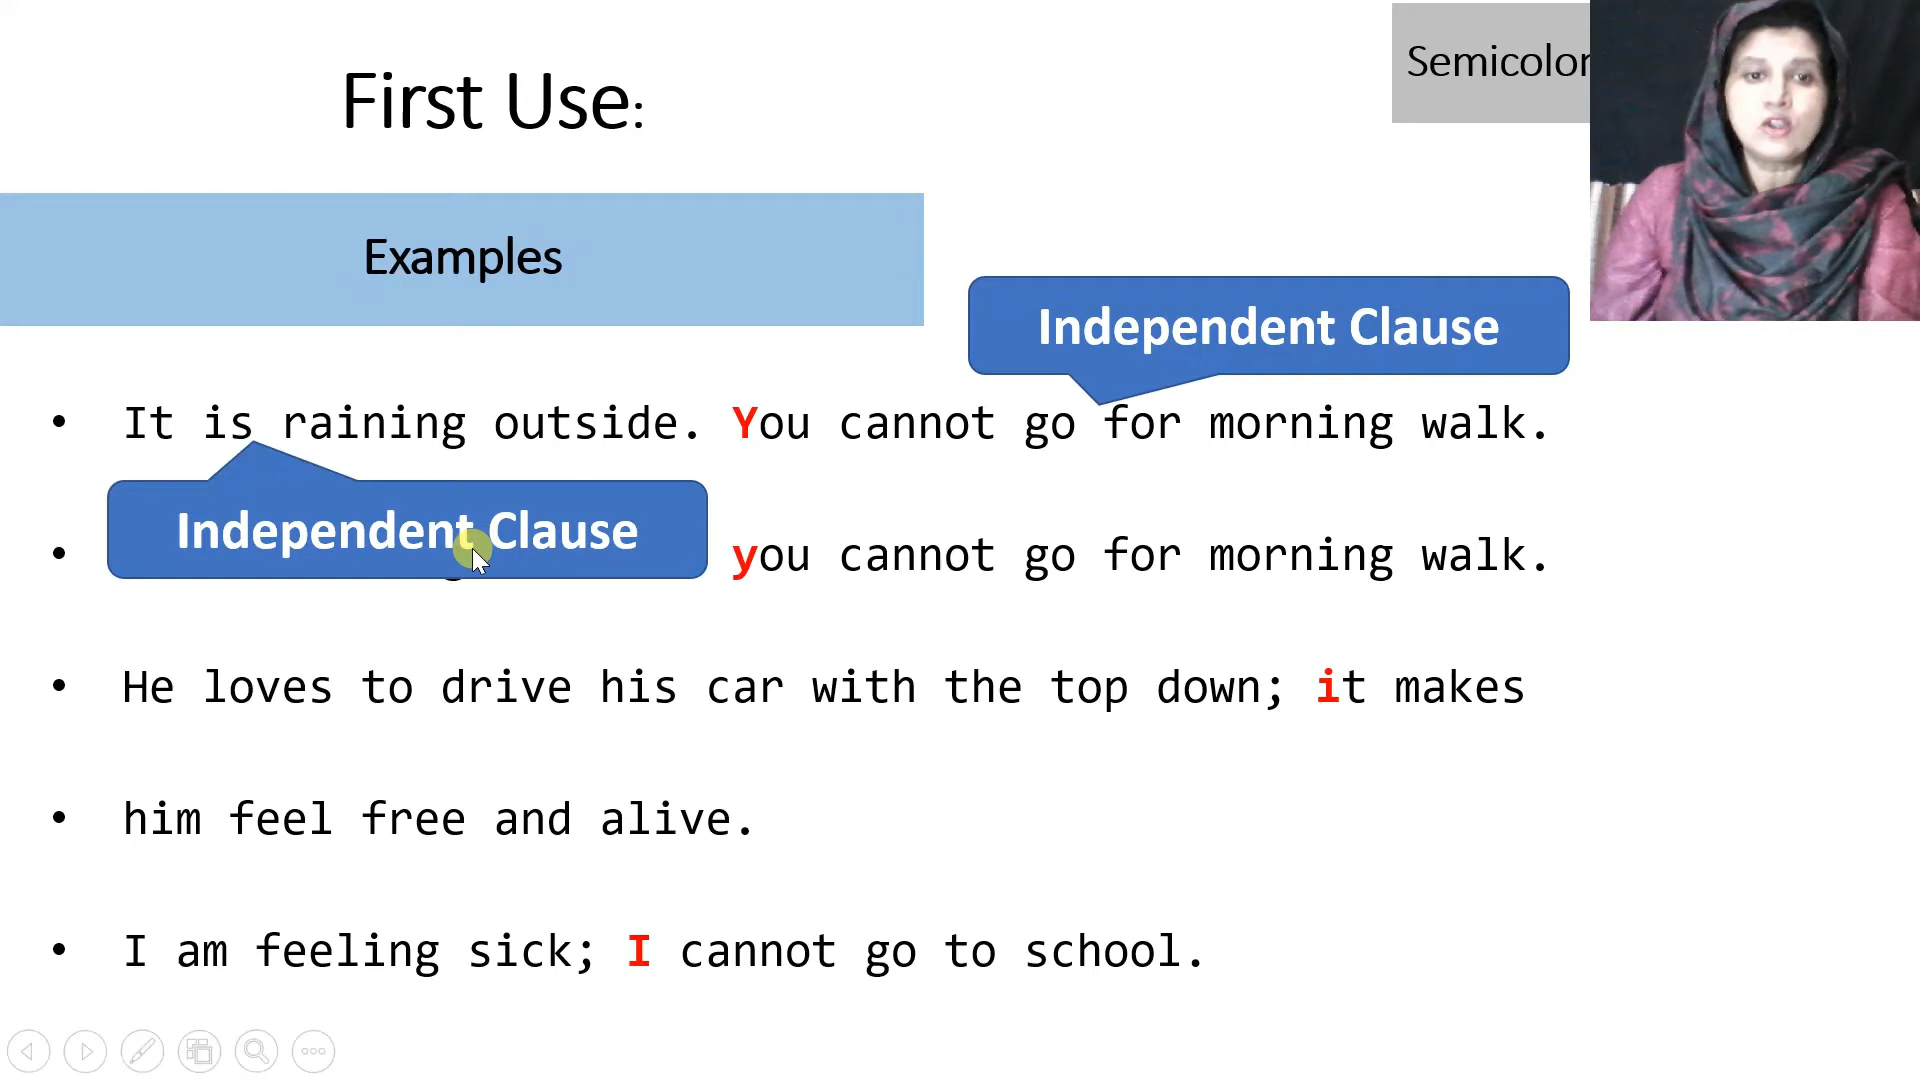 First Use:
Semicolon
Examples
Independent Clause
• It is raining outside. You cannot go for morning walk.
Independent Clause
• you cannot go for morning walk.
• He loves to drive his car with the top down; it makes
• him feel free and alive.
• I am feeling sick; I cannot go to school.